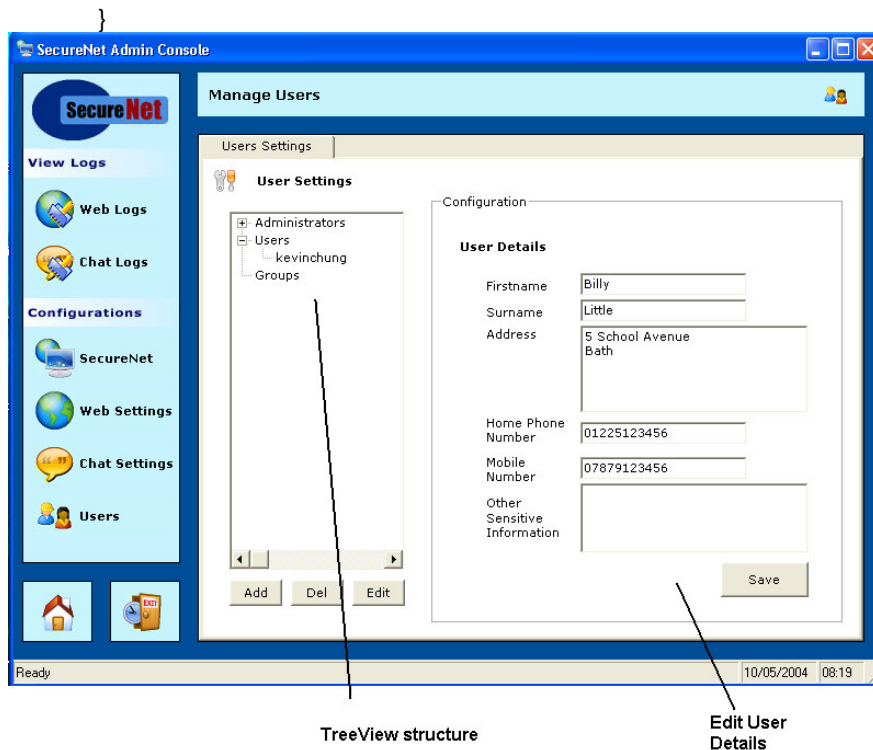 }
SecureNet Admin Console
SecureNet
Manage Users
View Logs
Web Logs
Chat Logs
Configurations
SecureNet
Web Settings
Chat Settings
Users
EXIT
Users Settings
User Settings
Administrators
Users
kevinchung
Groups
Add
Del
Edit
Configuration
User Details
Firstname
Billy
Surname
Little
Address
5 School Avenue
Bath
Home Phone
Number
01225123456
Mobile
Number
07879123456
Other
Sensitive
Information
Save
Ready
10/05/2004
08:19
TreeView structure
Edit User
Details